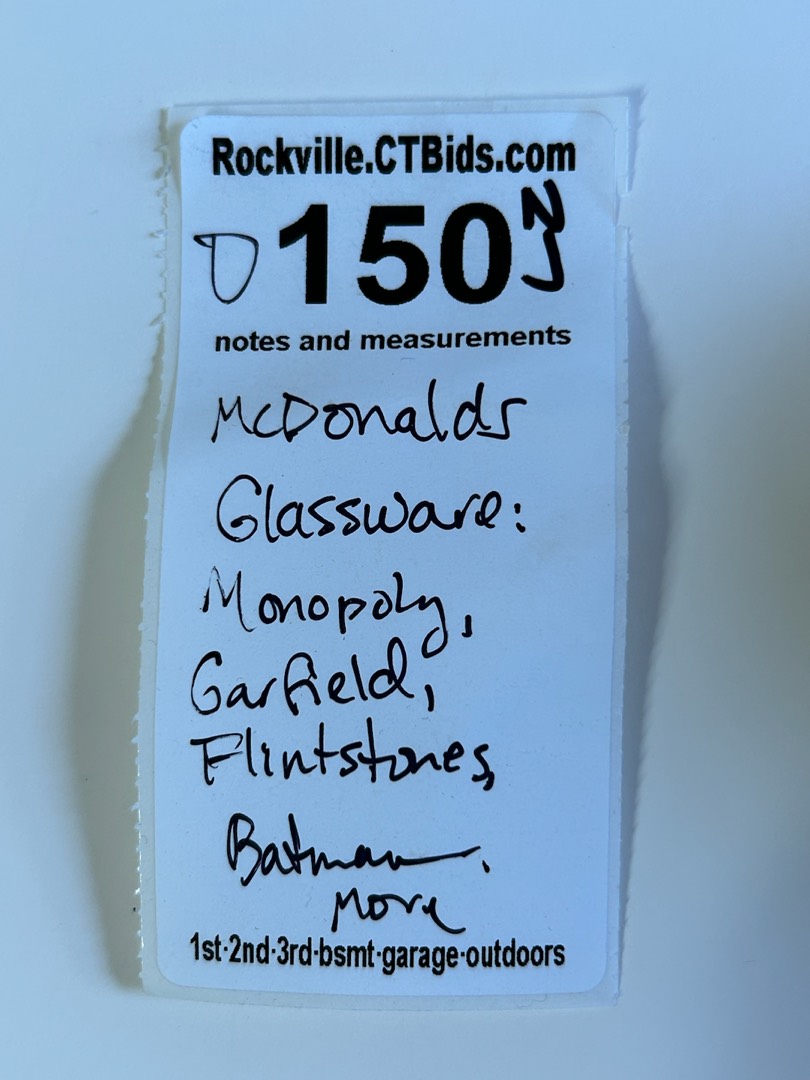 Rockville.CTBids.com
D 150 NJ
notes and measurements
McDonalds
Glassware:
Monopoly,
Garfield,
Flintstones,
Batman,
More
1st·2nd·3rd·bsmt·garage·outdoors